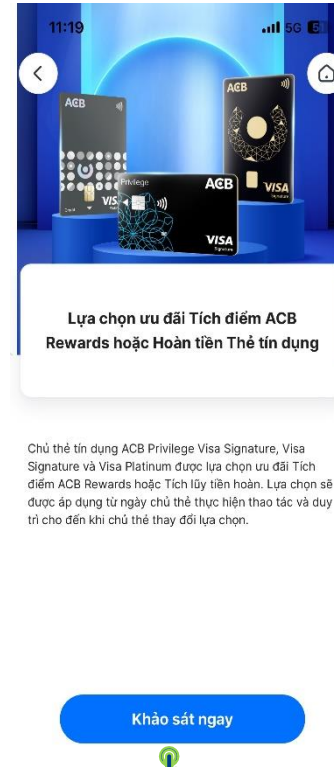 11:19
5G
ACB
ACB
Privilege
ACB
VISA
Signature
VISA
Signature
Lựa chọn ưu đãi Tích điểm ACB
Rewards hoặc Hoàn tiền Thẻ tín dụng
Chủ thẻ tín dụng ACB Privilege Visa Signature, Visa
Signature và Visa Platinum được lựa chọn ưu đãi Tích
điểm ACB Rewards hoặc Tích lũy tiền hoàn. Lựa chọn sẽ
được áp dụng từ ngày chủ thẻ thực hiện thao tác và duy
trì cho đến khi chủ thẻ thay đổi lựa chọn.
Khảo sát ngay